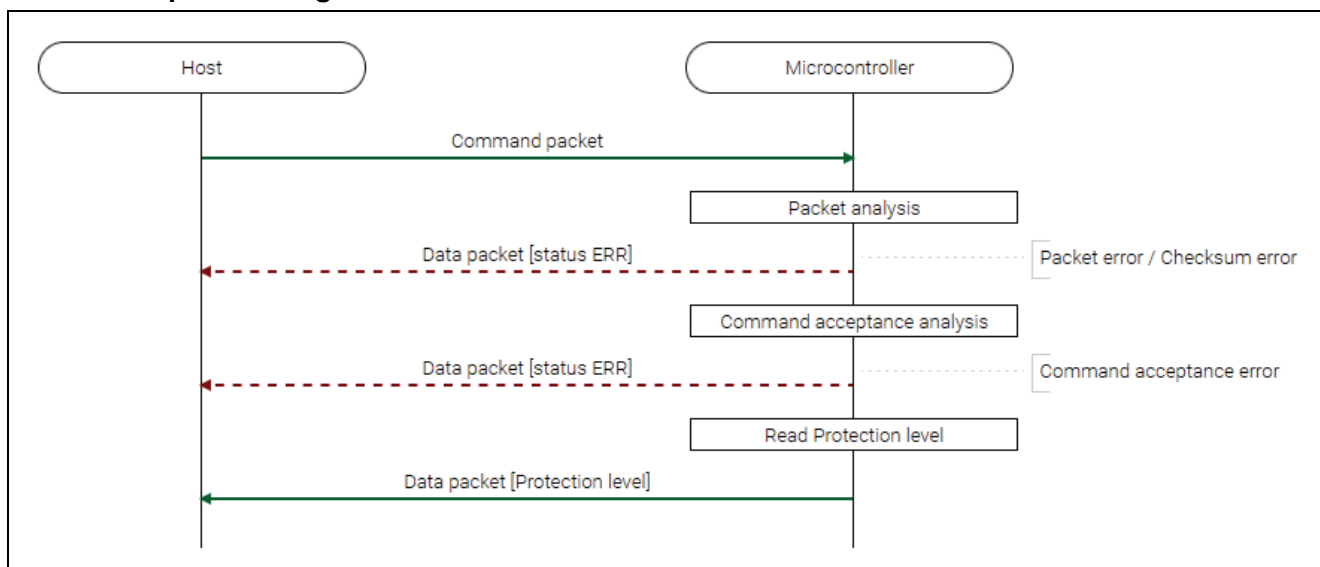 Host
Microcontroller
Command packet
Packet analysis
Data packet [status ERR]
Packet error / Checksum error
Command acceptance analysis
Data packet [status ERR]
Command acceptance error
Read Protection level
Data packet [Protection level]